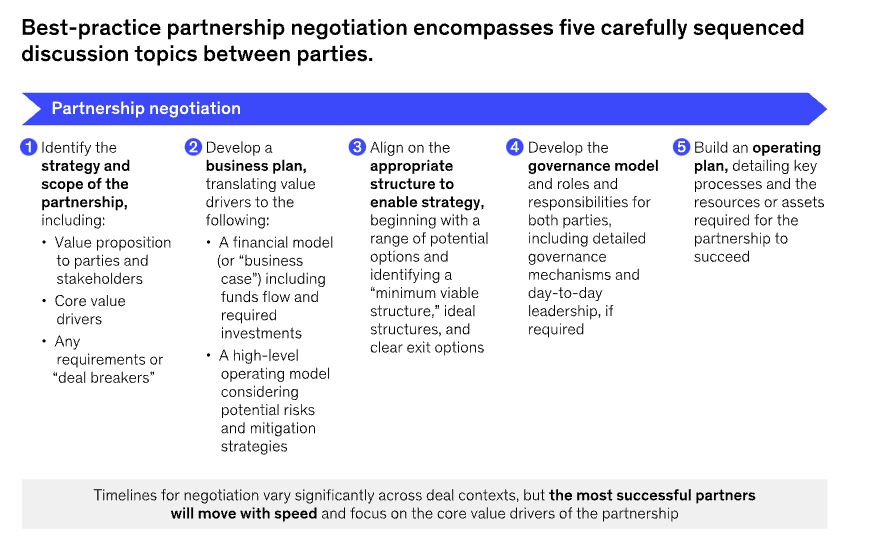 Best-practice partnership negotiation encompasses five carefully sequenced
discussion topics between parties.
Partnership negotiation
1 Identify the
strategy and
scope of the
partnership,
including:
• Value proposition
to parties and
stakeholders
• Core value
drivers
• Any
requirements or
“deal breakers”
2 Develop a
business plan,
translating value
drivers to the
following:
• A financial model
(or “business
case”) including
funds flow and
required
investments
• A high-level
operating model
considering
potential risks
and mitigation
strategies
3 Align on the
appropriate
structure to
enable strategy,
beginning with a
range of potential
options and
identifying a
“minimum viable
structure,” ideal
structures, and
clear exit options
4 Develop the
governance model
and roles and
responsibilities for
both parties,
including detailed
governance
mechanisms and
day-to-day
leadership, if
required
5 Build an operating
plan, detailing key
processes and the
resources or assets
required for the
partnership to
succeed
Timelines for negotiation vary significantly across deal contexts, but the most successful partners
will move with speed and focus on the core value drivers of the partnership